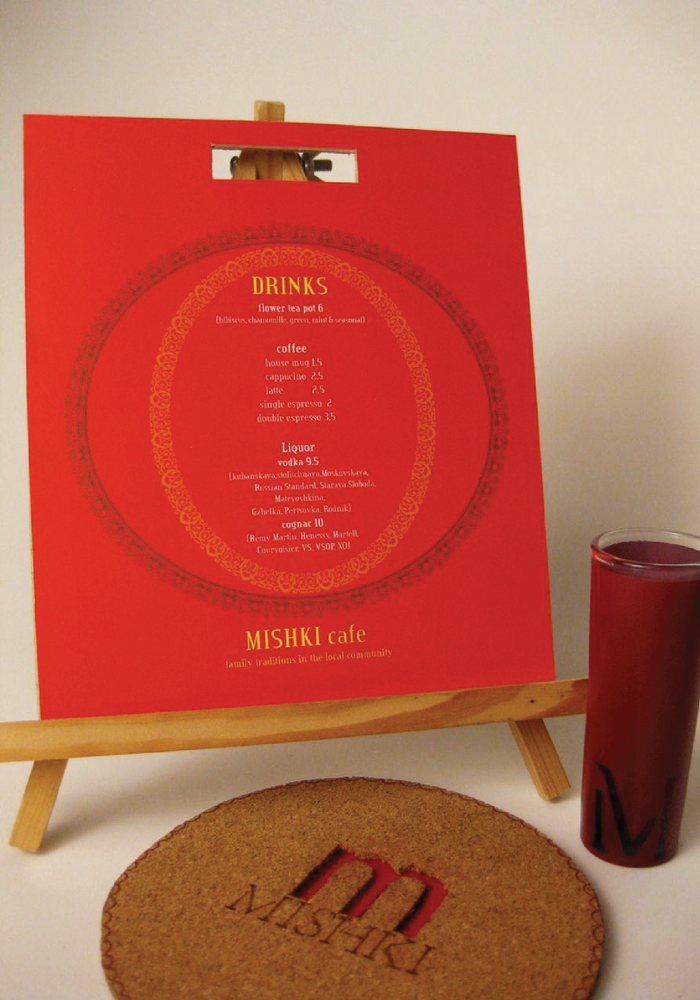 DRINKS
flower tea pot 6
(hibiscus, chamomille, green, mint & seasonal)
coffee
house mug 1.5
cappucino 2.5
latte 2.5
single espresso 2
double espresso 3.5
Liquor
vodka 9.5
(kubanskaya,stolitchnaya,Moskovskaya,
Russian Standard, Staraya Sloboda,
Matryoshkina,
Gzhelka, Pertsovka, Rodnik)
cognac 10
(Remy Martin, Henessy, Martell,
Courvoisier, VS, VSOP, XO)
MISHKI cafe
family traditions in the local community
M
m
MISHKI